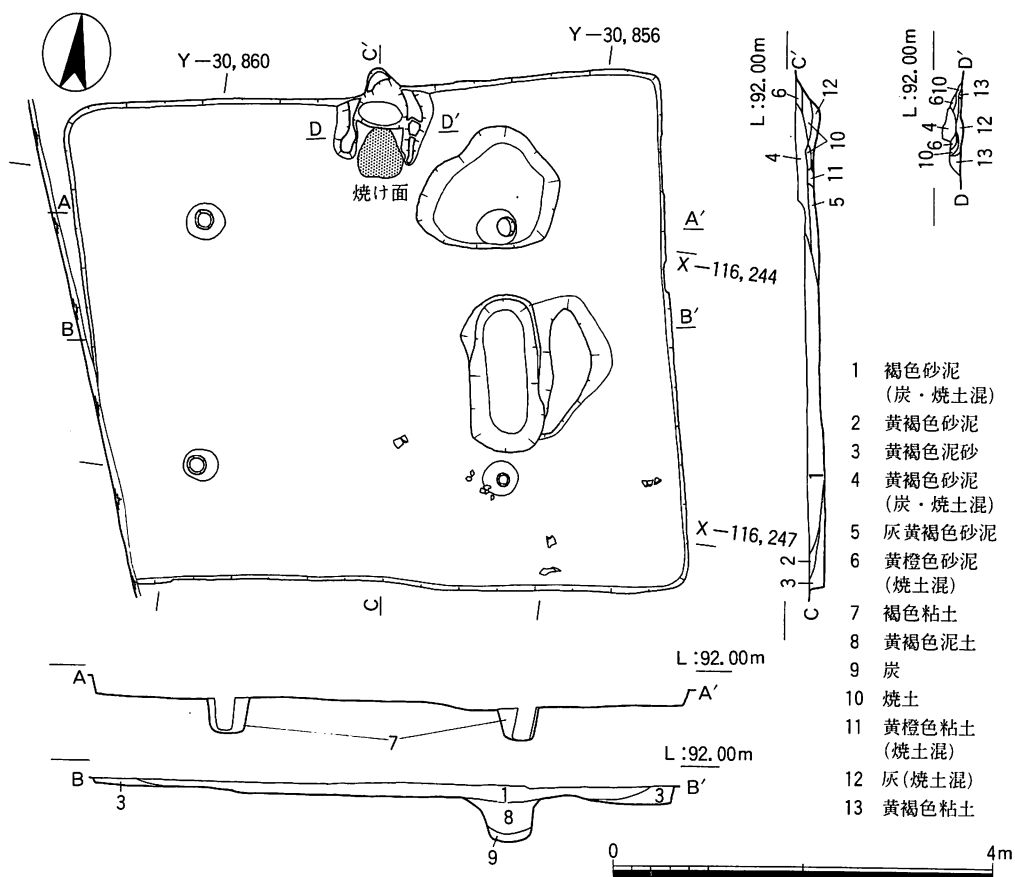 Y－30,860
Y－30,856
C′
D
D′
焼け面
A
A′
X－116,244
B
B′
X－116,247
C
L:92.00m
C′
6
12
4
10
11
5
1
2
3
C
L:92.00m
D′
10
6
13
4
12
6
10
13
D
1 褐色砂泥
(炭・焼土混)
2 黄褐色砂泥
3 黄褐色泥砂
4 黄褐色砂泥
(炭・焼土混)
5 灰黄褐色砂泥
6 黄橙色砂泥
(焼土混)
7 褐色粘土
8 黄褐色泥土
9 炭
10 焼土
11 黄橙色粘土
(焼土混)
12 灰(焼土混)
13 黄褐色粘土
L:92.00m
A
A′
7
L:92.00m
B
B′
3
1
8
3
9
0
4m